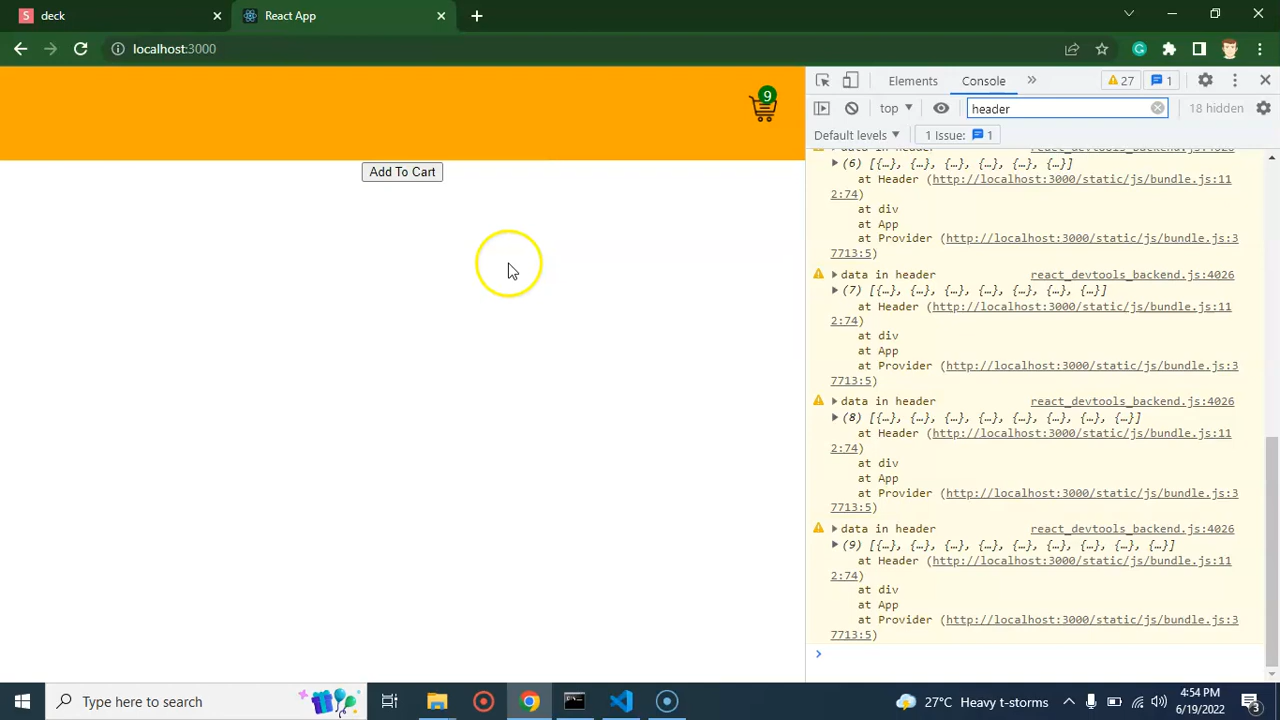 deck
React App
localhost:3000
9
Add To Cart
Elements
Console
27
1
top
header
18 hidden
Default levels
1 Issue: 1
data in header react_devtools_backend.js:4026
(6) [{…}, {…}, {…}, {…}, {…}, {…}]
at Header (http://localhost:3000/static/js/bundle.js:11
2:74)
at div
at App
at Provider (http://localhost:3000/static/js/bundle.js:3
7713:5)
data in header react_devtools_backend.js:4026
(7) [{…}, {…}, {…}, {…}, {…}, {…}, {…}]
at Header (http://localhost:3000/static/js/bundle.js:11
2:74)
at div
at App
at Provider (http://localhost:3000/static/js/bundle.js:3
7713:5)
data in header react_devtools_backend.js:4026
(8) [{…}, {…}, {…}, {…}, {…}, {…}, {…}, {…}]
at Header (http://localhost:3000/static/js/bundle.js:11
2:74)
at div
at App
at Provider (http://localhost:3000/static/js/bundle.js:3
7713:5)
data in header react_devtools_backend.js:4026
(9) [{…}, {…}, {…}, {…}, {…}, {…}, {…}, {…}, {…}]
at Header (http://localhost:3000/static/js/bundle.js:11
2:74)
at div
at App
at Provider (http://localhost:3000/static/js/bundle.js:3
7713:5)
Type here to search
27°C Heavy t-storms
4:54 PM
6/19/2022
3